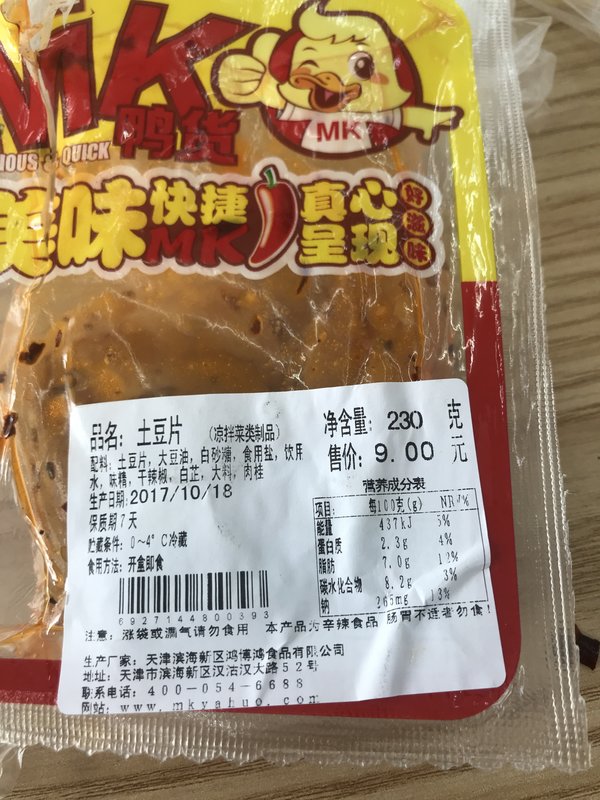 MK
MK
鸭货
IOUS & QUICK
美味 快捷 真心
MK 呈现
好滋味
品名: 土豆片 (凉拌菜类制品)
净含量: 230 克
售价: 9.00 元
配料: 土豆片, 大豆油, 白砂糖, 食用盐, 饮用
水, 味精, 干辣椒, 白芷, 大料, 肉桂
生产日期:2017/10/18
保质期7天
贮藏条件: 0~4°C冷藏
食用方法: 开盒即食
营养成分表
项目: 每100克(g) NRV%
能量 437kJ 5%
蛋白质 2.3g 4%
脂肪 7.0g 12%
碳水化合物 8.2g 3%
钠 265mg 13%
6927144800393
注意: 涨袋或漏气请勿食用 本产品为辛辣食品 肠胃不适者勿食!
生产厂家: 天津滨海新区鸿博鸿食品有限公司
地址: 天津市滨海新区汉沽汉大路52号
联系电话: 400-054-6688
网站: www.mkyahuo.com